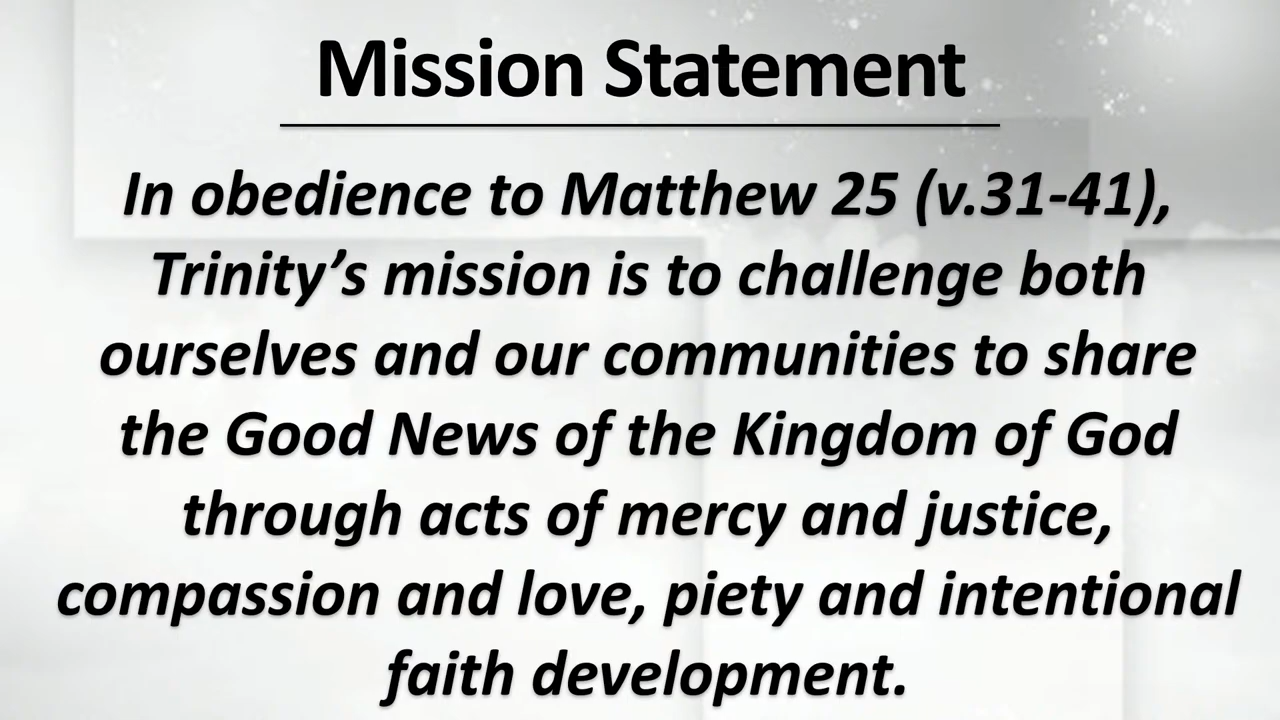 Mission Statement
In obedience to Matthew 25 (v.31-41),
Trinity’s mission is to challenge both
ourselves and our communities to share
the Good News of the Kingdom of God
through acts of mercy and justice,
compassion and love, piety and intentional
faith development.